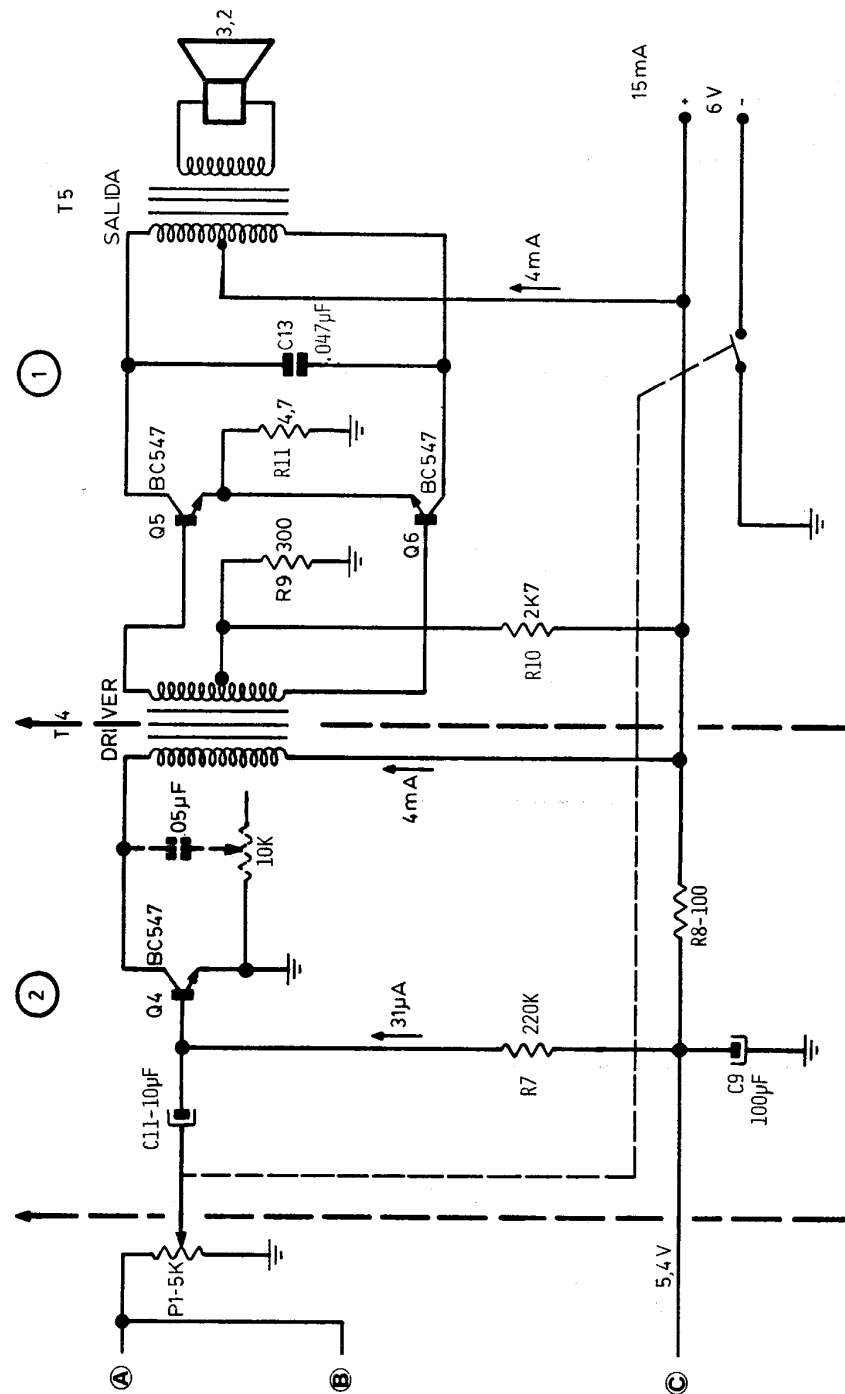 1
2
T5
SALIDA
3,2
15mA
+
6 V
-
4mA
C13
.047µF
BC547
Q5
4,7
R11
300
R9
BC547
Q6
2K7
R10
T4
DRIVER
4mA
.05µF
10K
BC547
Q4
31µA
220K
R7
R8-100
C9
100µF
C11-10µF
P1-5K
5,4V
A
B
C